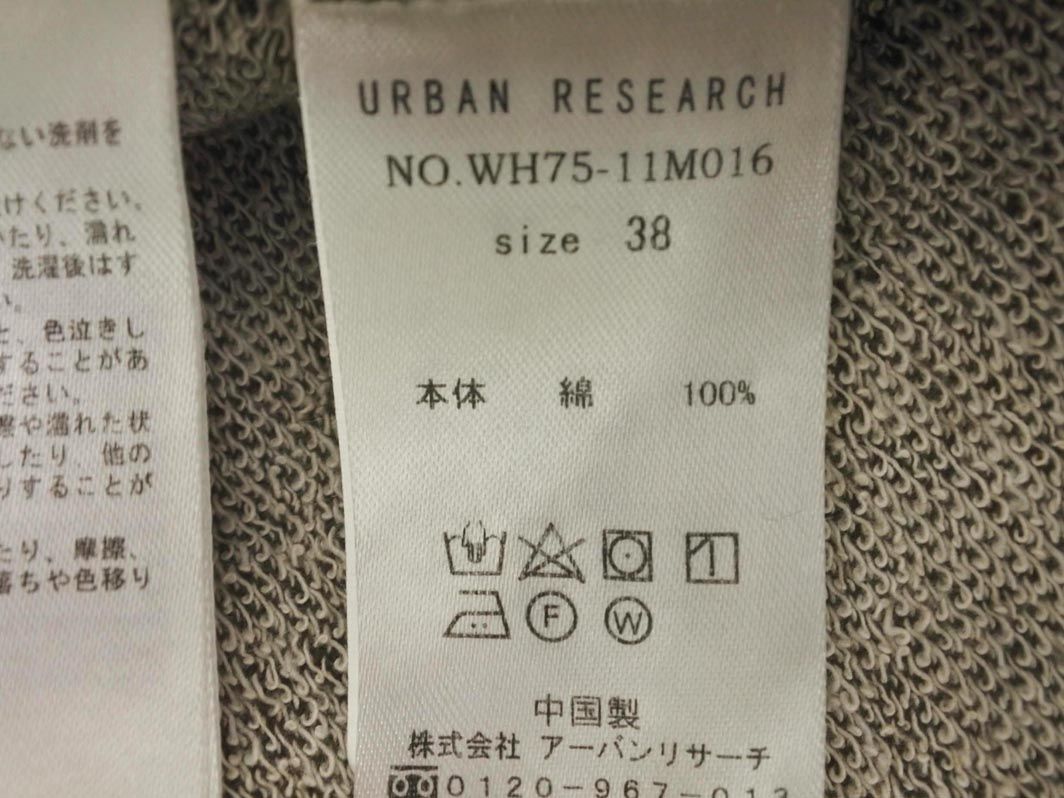 ない洗剤を
けください。
たり、濡れ
洗濯後はす
い。
と、色泣きし
することがあ
ださい。
擦や濡れた状
したり、他の
りすることが
たり、摩擦、
落ちや色移り
URBAN RESEARCH
NO.WH75-11M016
size 38
本体 綿 100%
F W
中国製
株式会社 アーバンリサーチ
0120-967-013